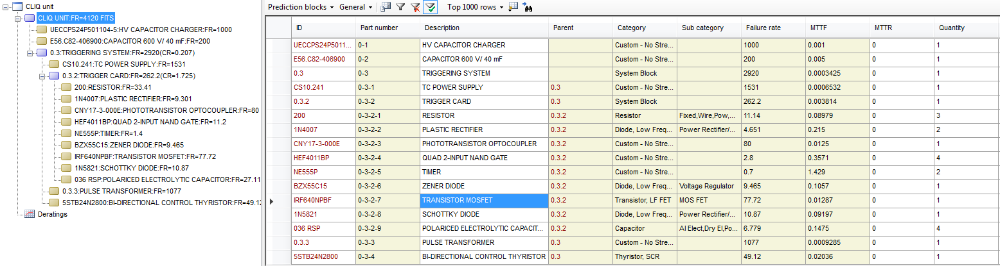 CLIQ unit
CLIQ UNIT:FR=4120 FITS
UECCPS24P501104-5:HV CAPACITOR CHARGER:FR=1000
E56.C82-406900:CAPACITOR 600 V/ 40 mF:FR=200
0.3:TRIGGERING SYSTEM:FR=2920(CR=0.207)
CS10.241:TC POWER SUPPLY:FR=1531
0.3.2:TRIGGER CARD:FR=262.2(CR=1.725)
200:RESISTOR:FR=33.41
1N4007:PLASTIC RECTIFIER:FR=9.301
CNY17-3-000E:PHOTOTRANSISTOR OPTOCOUPLER:FR=80
HEF4011BP:QUAD 2-INPUT NAND GATE:FR=11.2
NE555P:TIMER:FR=1.4
BZX55C15:ZENER DIODE:FR=9.465
IRF640NPBF:TRANSISTOR MOSFET:FR=77.72
1N5821:SCHOTTKY DIODE:FR=10.87
036 RSP:POLARICED ELECTROLYTIC CAPACITOR:FR=27.11
0.3.3:PULSE TRANSFORMER:FR=1077
5STB24N2800:BI-DIRECTIONAL CONTROL THYRISTOR:FR=49.12
Deratings
Prediction blocks General Top 1000 rows
ID Part number Description Parent Category Sub category Failure rate MTTF MTTR Quantity
UECCPS24P5011... 0-1 HV CAPACITOR CHARGER Custom - No Stre... 1000 0.001 0 1
E56.C82-406900 0-2 CAPACITOR 600 V/ 40 mF Custom - No Stre... 200 0.005 0 1
0.3 0-3 TRIGGERING SYSTEM System Block 2920 0.0003425 0 1
CS10.241 0-3-1 TC POWER SUPPLY 0.3 Custom - No Stre... 1531 0.0006532 0 1
0.3.2 0-3-2 TRIGGER CARD 0.3 System Block 262.2 0.003814 0 1
200 0-3-2-1 RESISTOR 0.3.2 Resistor Fixed,Wire,Pow,... 11.14 0.08979 0 3
1N4007 0-3-2-2 PLASTIC RECTIFIER 0.3.2 Diode, Low Freq... Power Rectifier/... 4.651 0.215 0 2
CNY17-3-000E 0-3-2-3 PHOTOTRANSISTOR OPTOCOUPLER 0.3.2 Custom - No Stre... 80 0.0125 0 1
HEF4011BP 0-3-2-4 QUAD 2-INPUT NAND GATE 0.3.2 Custom - No Stre... 2.8 0.3571 0 4
NE555P 0-3-2-5 TIMER 0.3.2 Custom - No Stre... 0.7 1.429 0 2
BZX55C15 0-3-2-6 ZENER DIODE 0.3.2 Diode, Low Freq... Voltage Regulator 9.465 0.1057 0 1
IRF640NPBF 0-3-2-7 TRANSISTOR MOSFET 0.3.2 Transistor, LF FET MOS FET 77.72 0.01287 0 1
1N5821 0-3-2-8 SCHOTTKY DIODE 0.3.2 Diode, Low Freq... Power Rectifier/... 10.87 0.09197 0 1
036 RSP 0-3-2-9 POLARICED ELECTROLYTIC CAPACIT... 0.3.2 Capacitor Al Elect,Dry El,Po... 6.779 0.1475 0 4
0.3.3 0-3-3 PULSE TRANSFORMER 0.3 Custom - No Stre... 1077 0.0009285 0 1
5STB24N2800 0-3-4 BI-DIRECTIONAL CONTROL THYRISTOR 0.3 Thyristor, SCR 49.12 0.02036 0 1